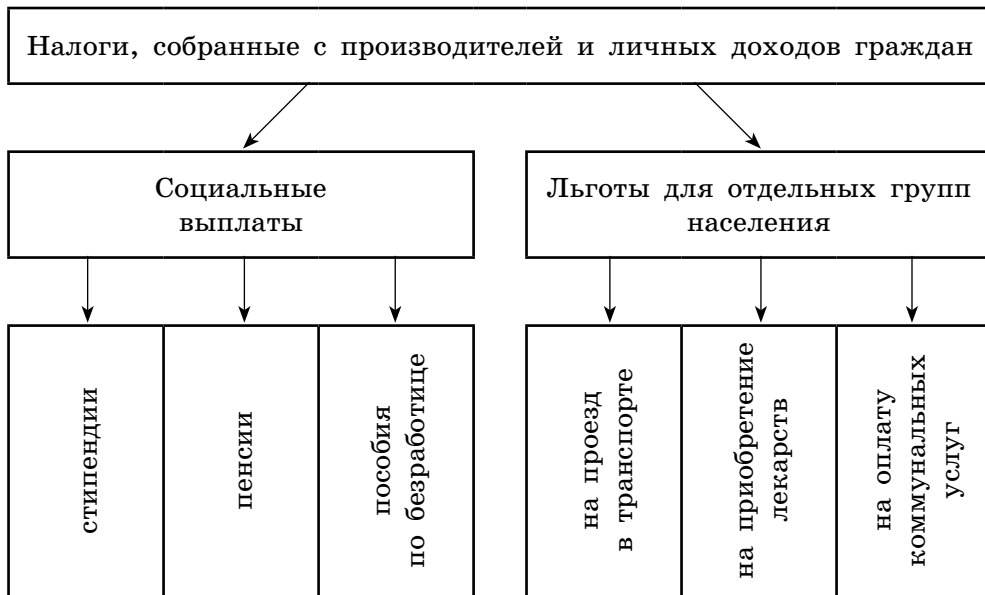 Налоги, собранные с производителей и личных доходов граждан
Социальные
выплаты
Льготы для отдельных групп
населения
стипендии
пенсии
пособия
по безработице
на проезд
в транспорте
на приобретение
лекарств
на оплату
коммунальных
услуг